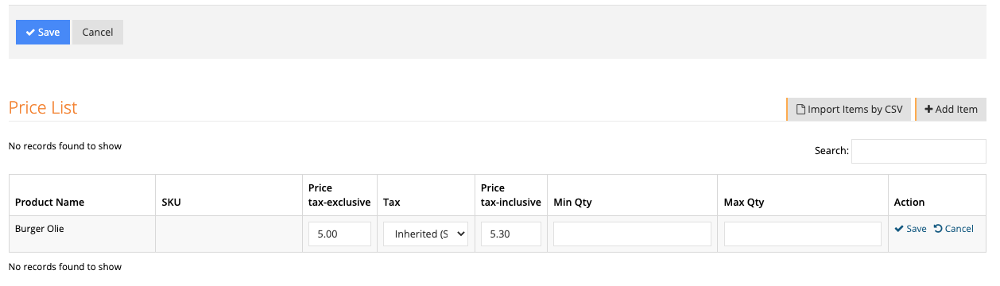 Save Cancel
Price List
Import Items by CSV Add Item
No records found to show
Search:
Product Name SKU Price tax-exclusive Tax Price tax-inclusive Min Qty Max Qty Action
Burger Olie 5.00 Inherited (S 5.30 Save Cancel
No records found to show